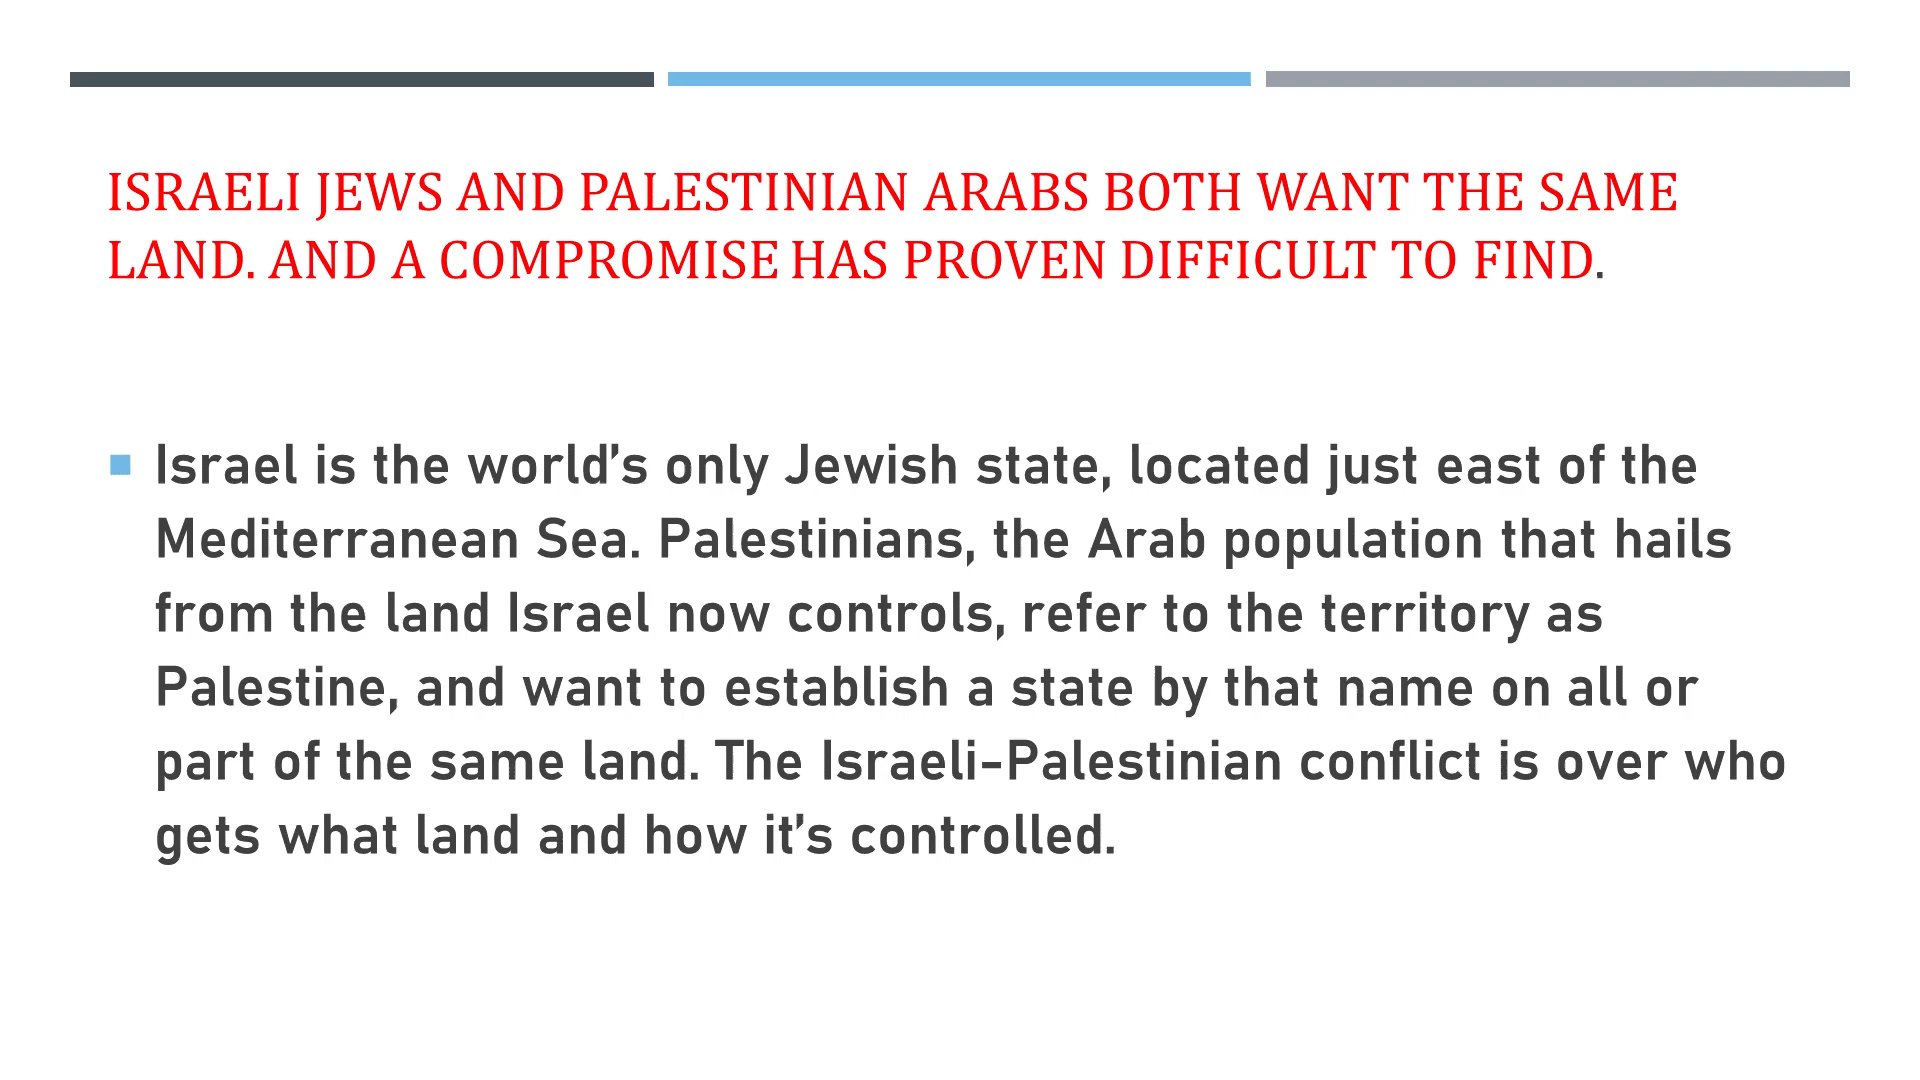 ISRAELI JEWS AND PALESTINIAN ARABS BOTH WANT THE SAME
LAND. AND A COMPROMISE HAS PROVEN DIFFICULT TO FIND.
Israel is the world’s only Jewish state, located just east of the
Mediterranean Sea. Palestinians, the Arab population that hails
from the land Israel now controls, refer to the territory as
Palestine, and want to establish a state by that name on all or
part of the same land. The Israeli-Palestinian conflict is over who
gets what land and how it’s controlled.